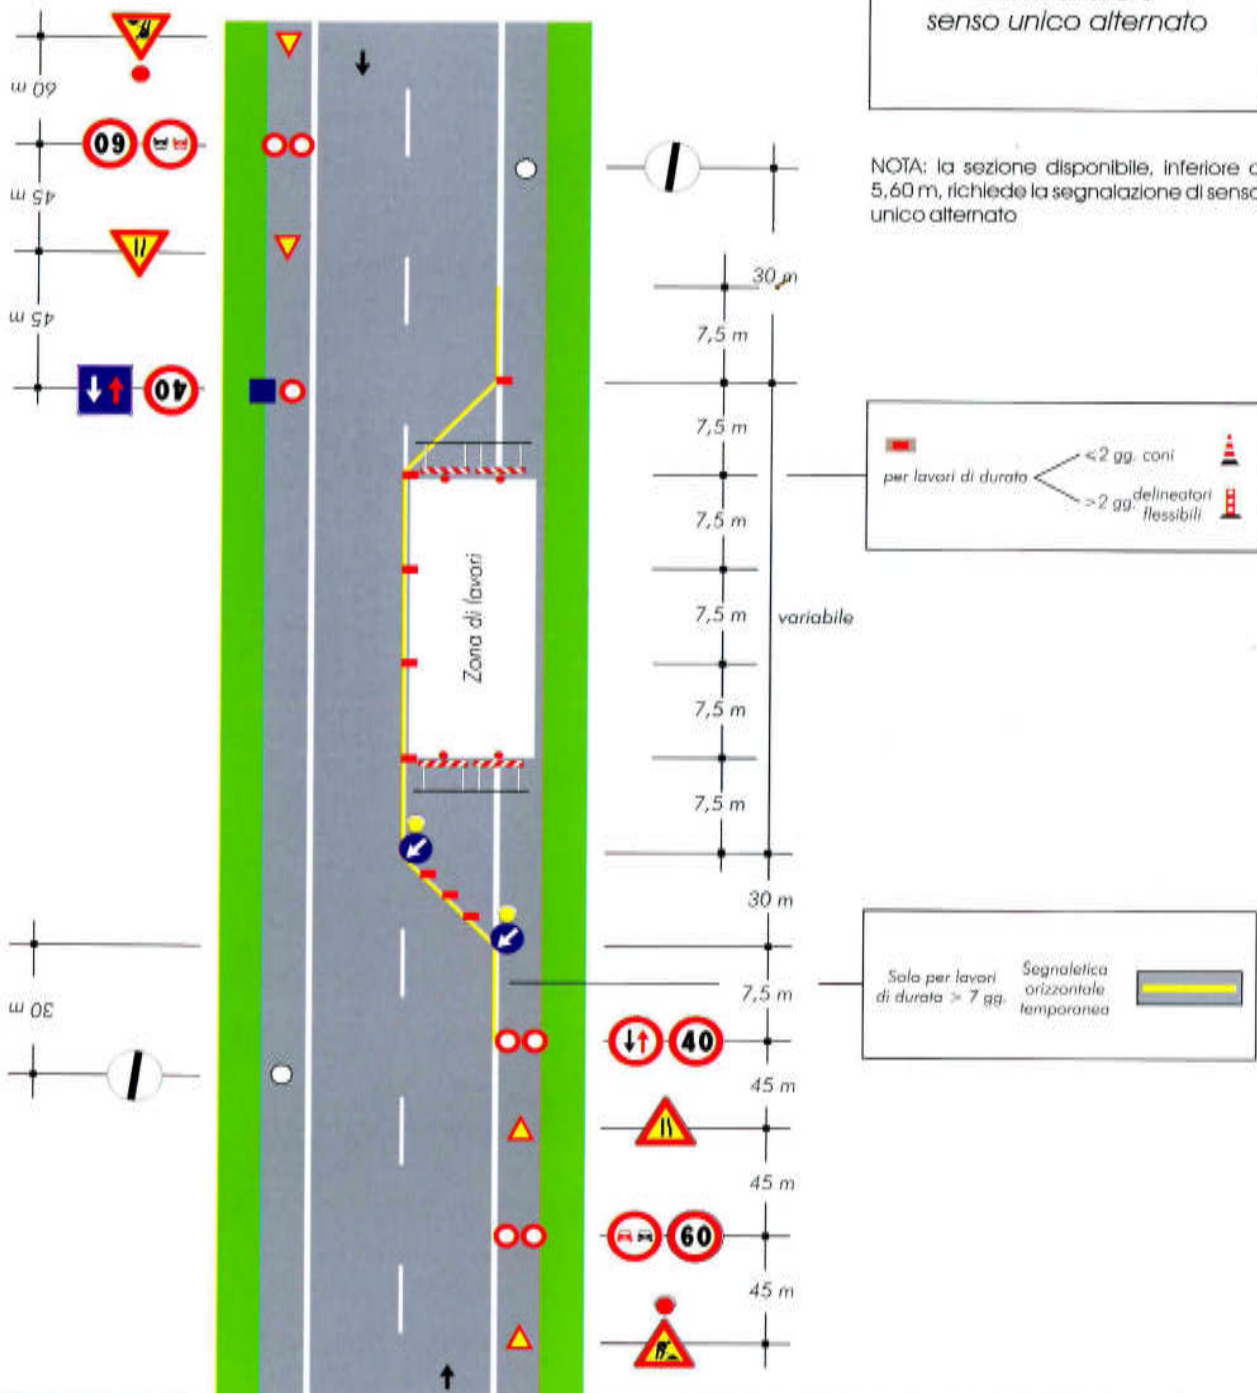 senso unico alternato
NOTA: la sezione disponibile, inferiore a
5,60 m, richiede la segnalazione di senso
unico alternato
60 m
60
45 m
45 m
40
30 m
7,5 m
7,5 m
7,5 m
7,5 m
7,5 m
7,5 m
variabile
Zona di lavori
per lavori di durata
<2 gg. coni
>2 gg. delineatori
flessibili
30 m
7,5 m
Solo per lavori
di durata > 7 gg.
Segnaletica
orizzontale
temporanea
30 m
40
45 m
45 m
60
45 m